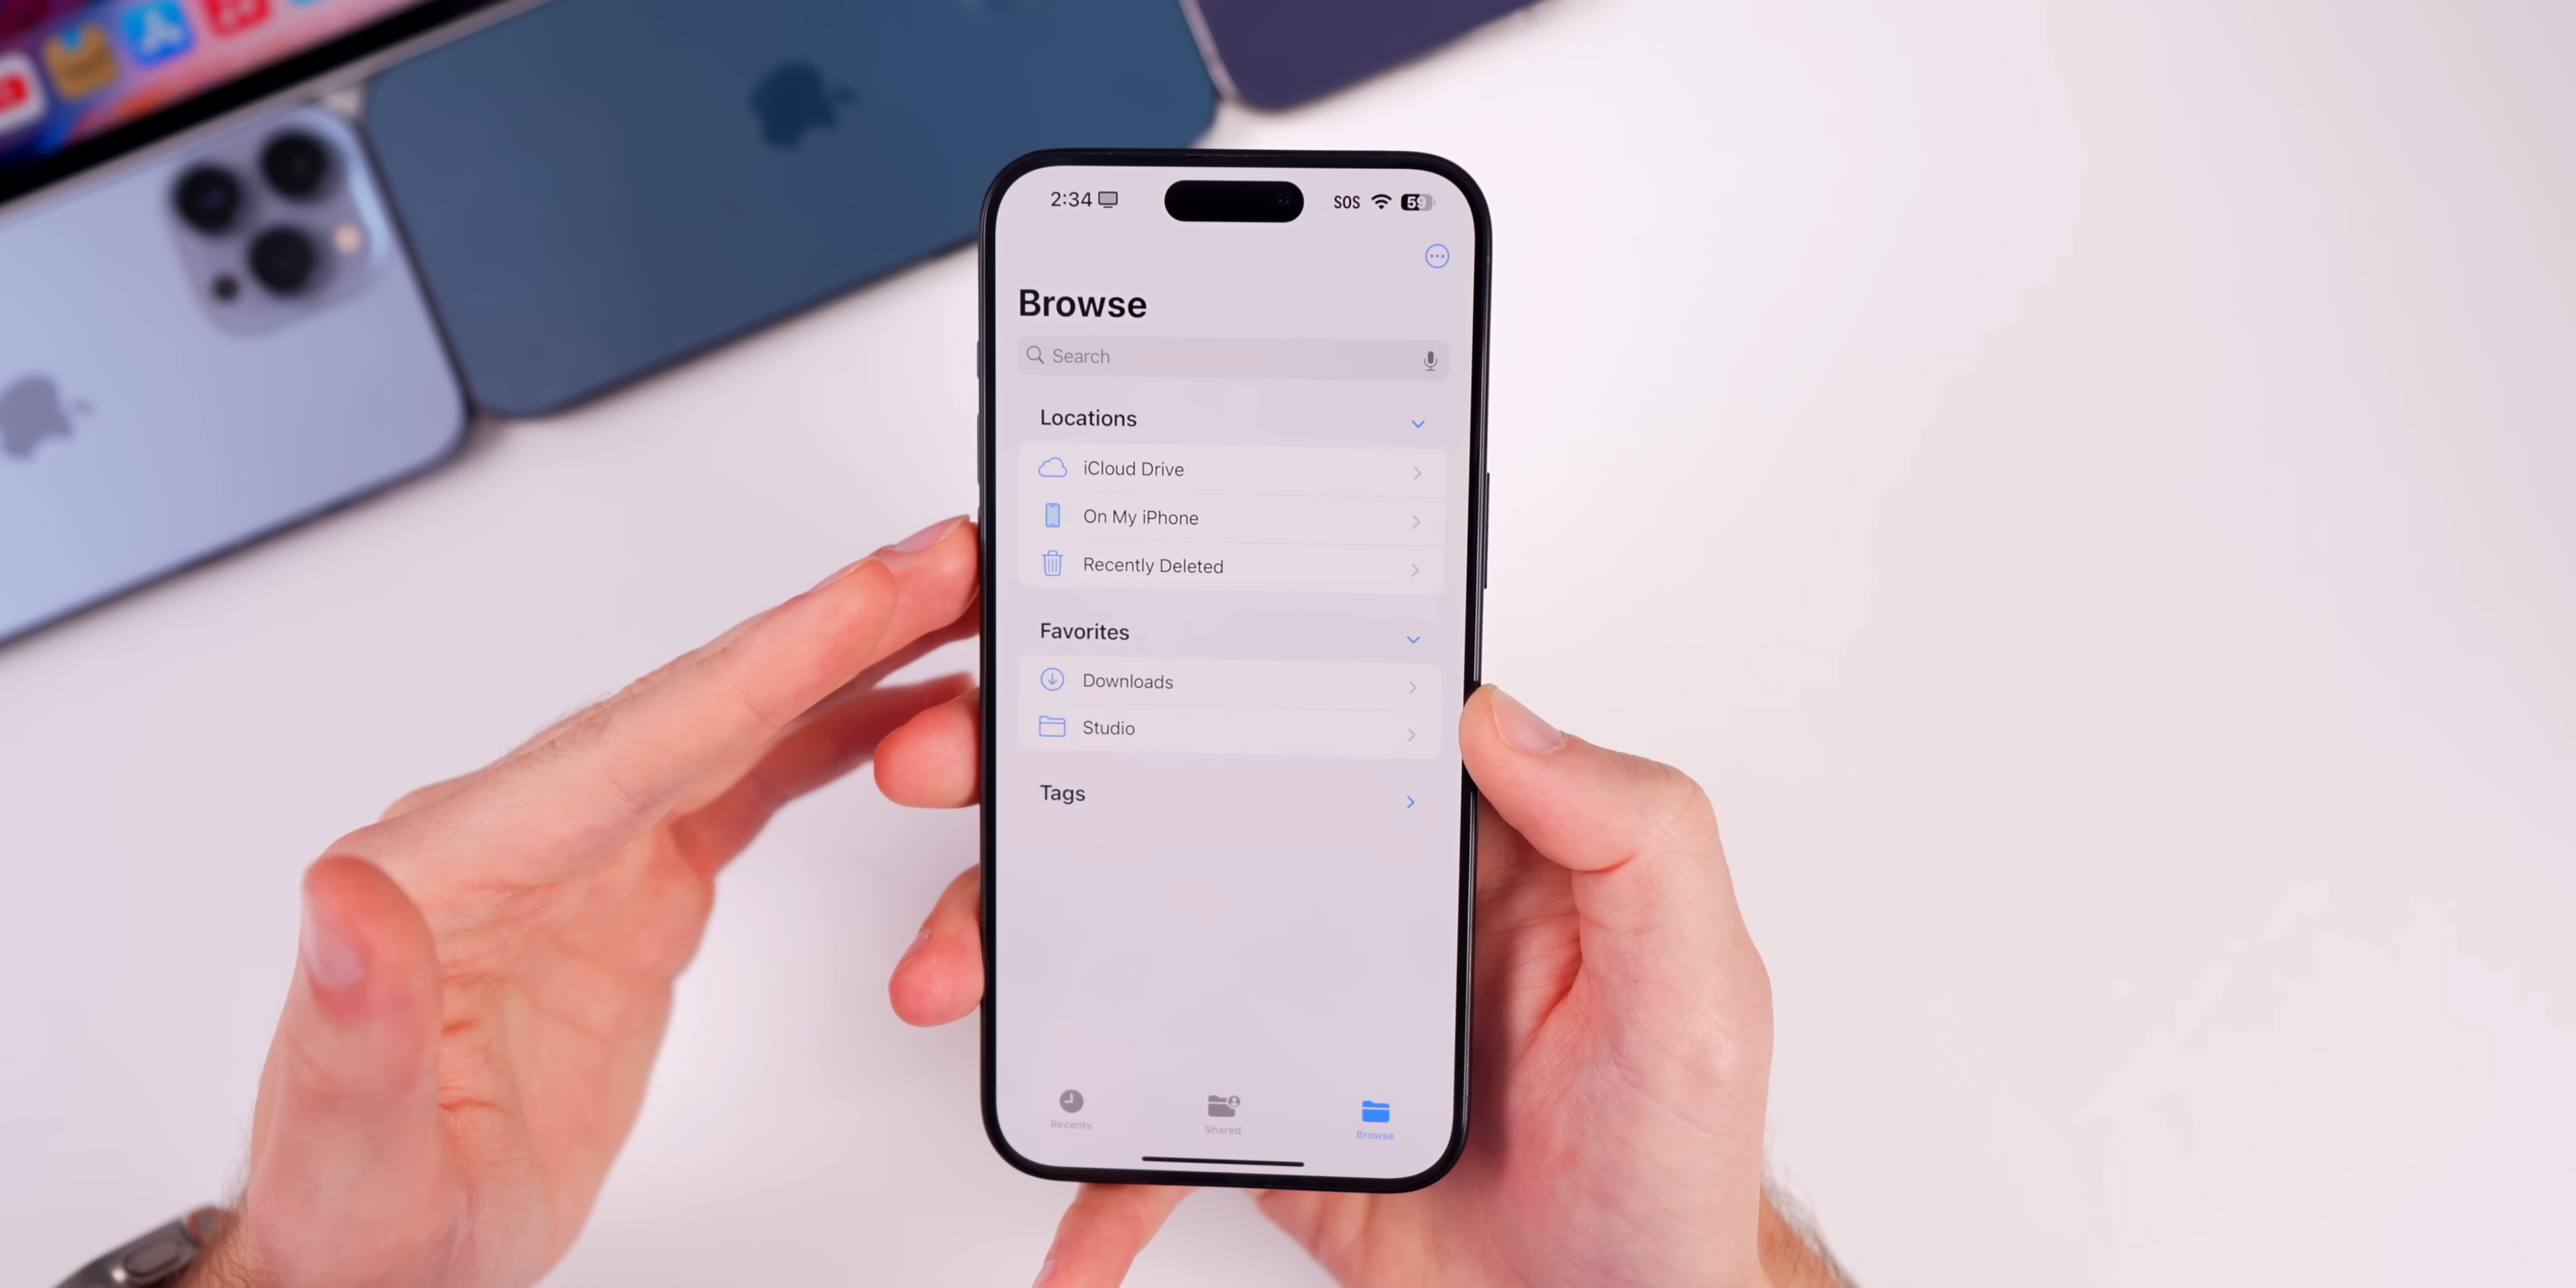 2:34
SOS
59
Browse
Search
Locations
iCloud Drive
On My iPhone
Recently Deleted
Favorites
Downloads
Studio
Tags
Recents
Shared
Browse